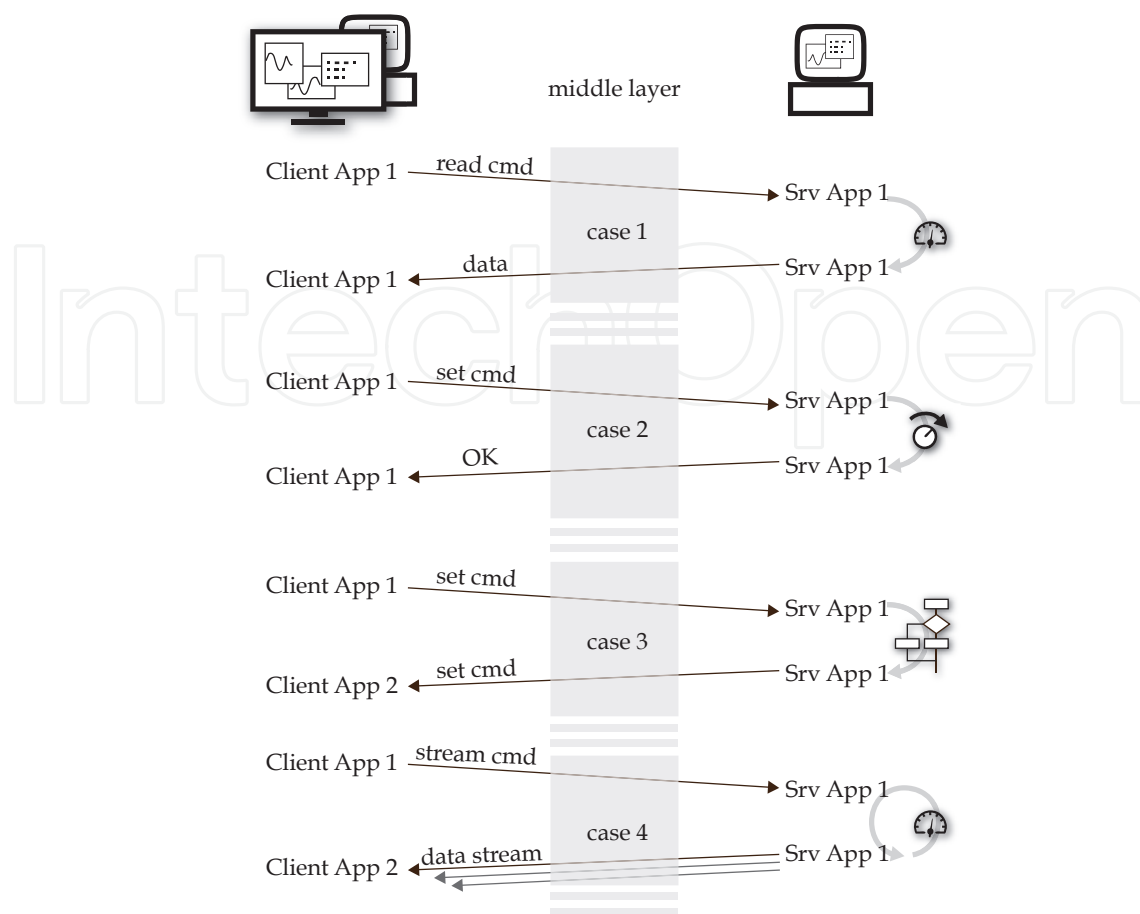 middle layer
Client App 1 read cmd Srv App 1
case 1
Client App 1 data Srv App 1
IntechOpen
Client App 1 set cmd Srv App 1
case 2
Client App 1 OK Srv App 1
Client App 1 set cmd Srv App 1
case 3
Client App 2 set cmd Srv App 1
Client App 1 stream cmd Srv App 1
case 4
Client App 2 data stream Srv App 1